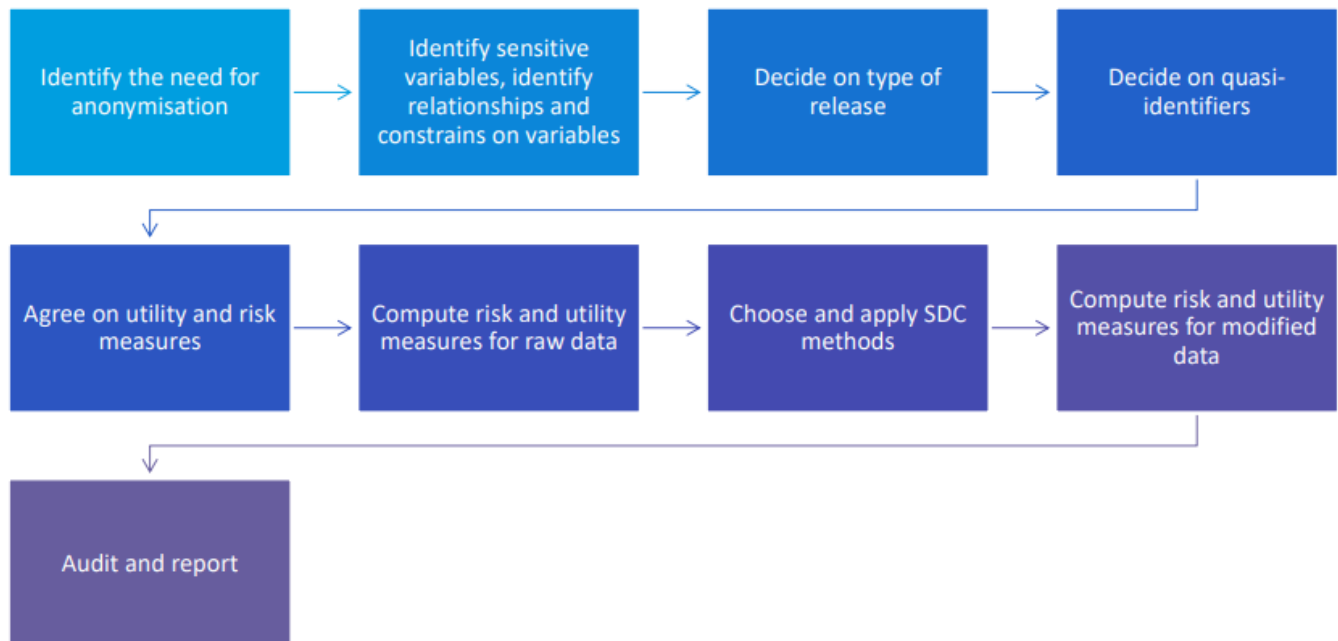 Identify the need for
anonymisation
Identify sensitive
variables, identify
relationships and
constrains on variables
Decide on type of
release
Decide on quasi-
identifiers
Agree on utility and risk
measures
Compute risk and utility
measures for raw data
Choose and apply SDC
methods
Compute risk and utility
measures for modified
data
Audit and report